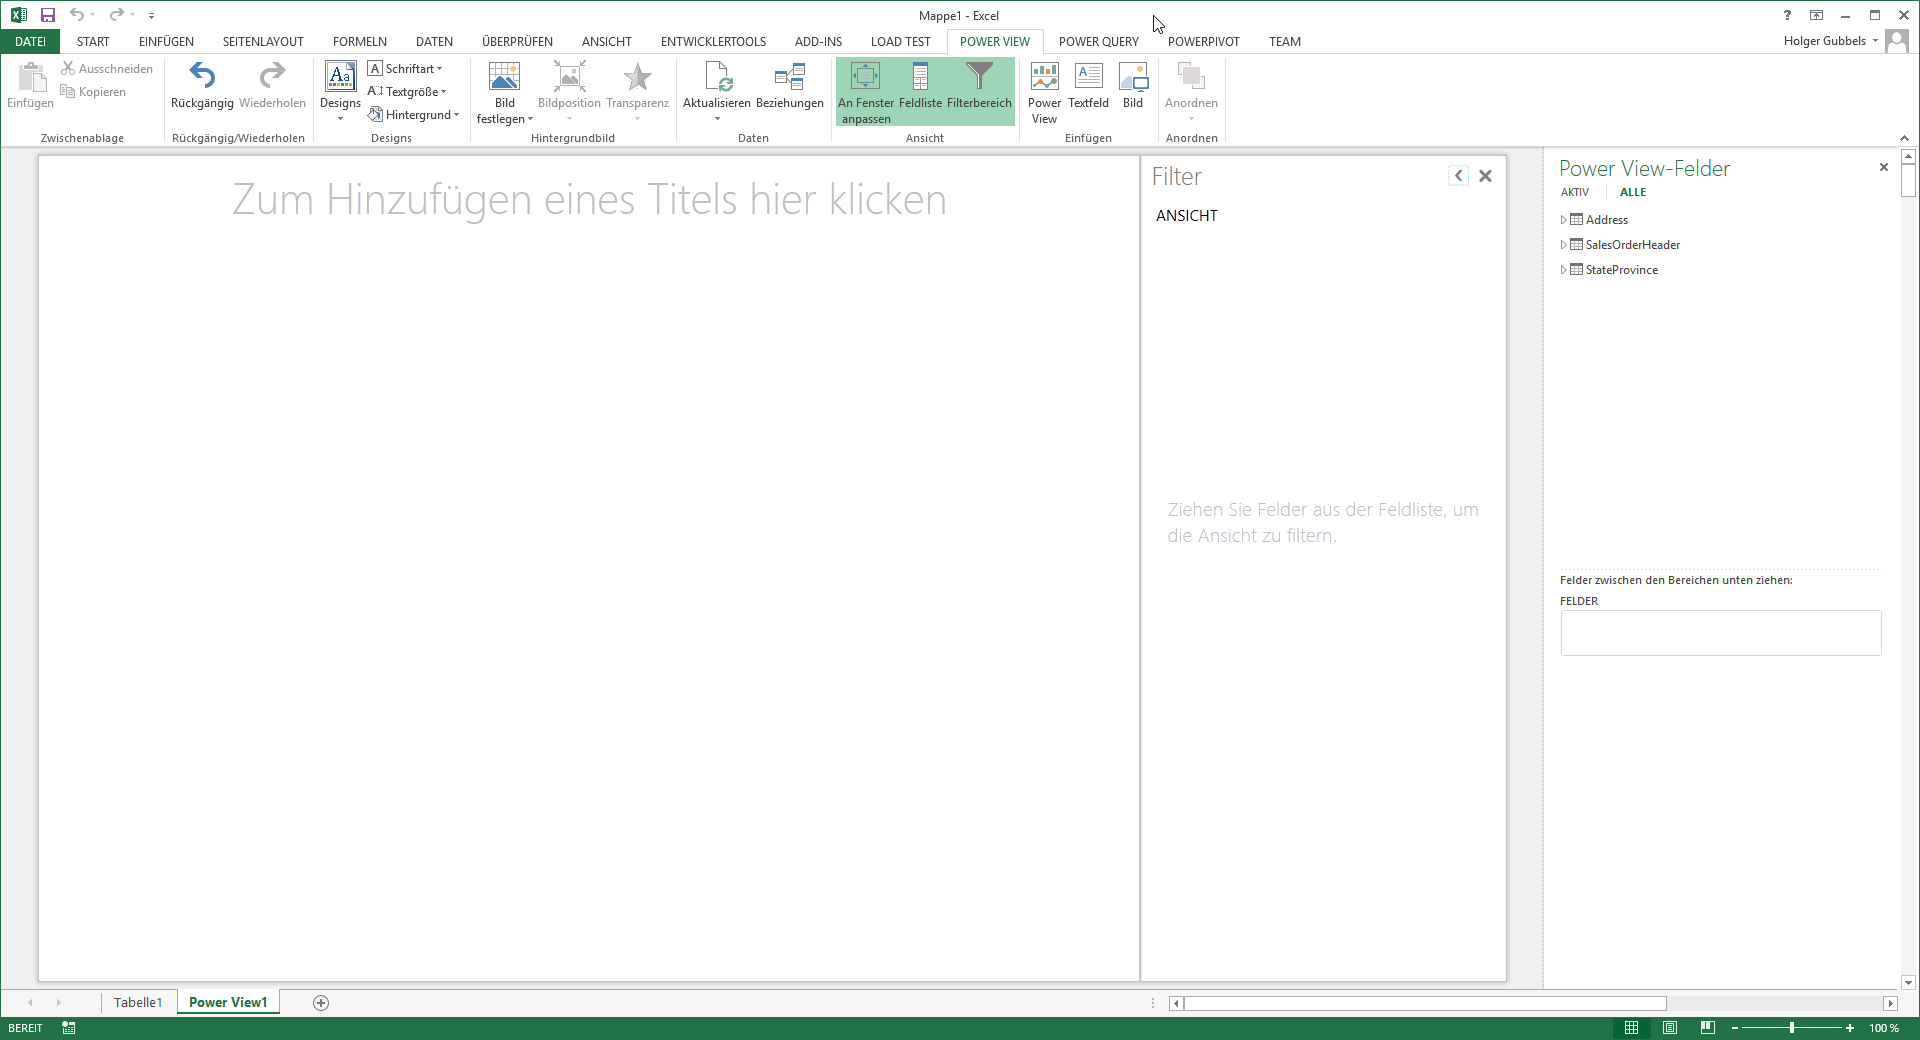 Mappe1 - Excel
?
DATEI START EINFÜGEN SEITENLAYOUT FORMELN DATEN ÜBERPRÜFEN ANSICHT ENTWICKLERTOOLS ADD-INS LOAD TEST POWER VIEW POWER QUERY POWERPIVOT TEAM
Holger Gubbels
Einfügen
Ausschneiden
Kopieren
Zwischenablage
Rückgängig Wiederholen
Rückgängig/Wiederholen
Designs
Schriftart
Textgröße
Hintergrund
Designs
Bild
festlegen
Bildposition Transparenz
Hintergrundbild
Aktualisieren Beziehungen
Daten
An Fenster
anpassen
Feldliste Filterbereich
Ansicht
Power
View
Textfeld Bild
Einfügen
Anordnen
Anordnen
Zum Hinzufügen eines Titels hier klicken
Filter
ANSICHT
Ziehen Sie Felder aus der Feldliste, um
die Ansicht zu filtern.
Power View-Felder
AKTIV ALLE
Address
SalesOrderHeader
StateProvince
Felder zwischen den Bereichen unten ziehen:
FELDER
Tabelle1 Power View1
BEREIT
100 %